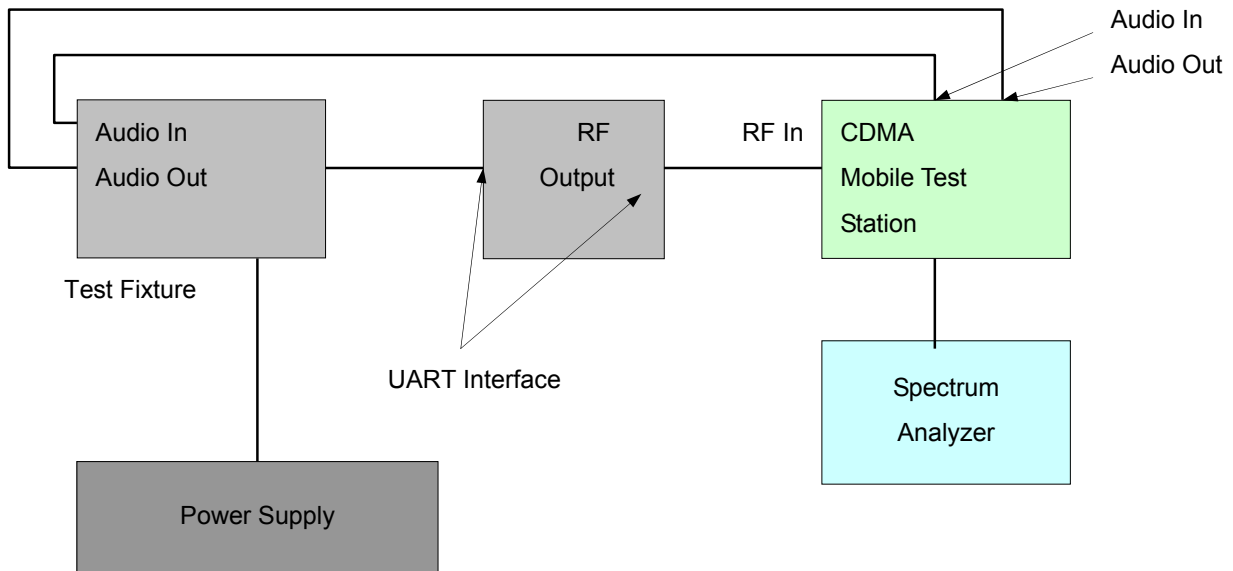 Audio In
Audio Out
Audio In
Audio Out
Test Fixture
RF
Output
UART Interface
RF In
CDMA
Mobile Test
Station
Spectrum
Analyzer
Power Supply